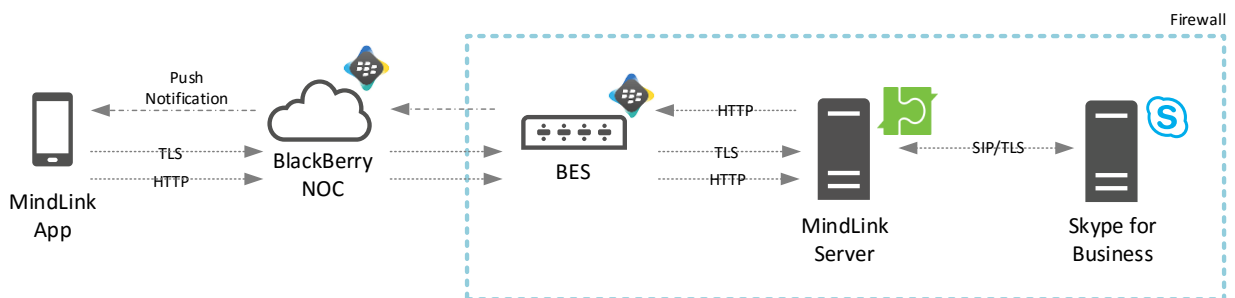 Firewall
Push
Notification
HTTP
TLS
HTTP
MindLink
App
BlackBerry
NOC
BES
HTTP
TLS
HTTP
MindLink
Server
SIP/TLS
S
Skype for
Business